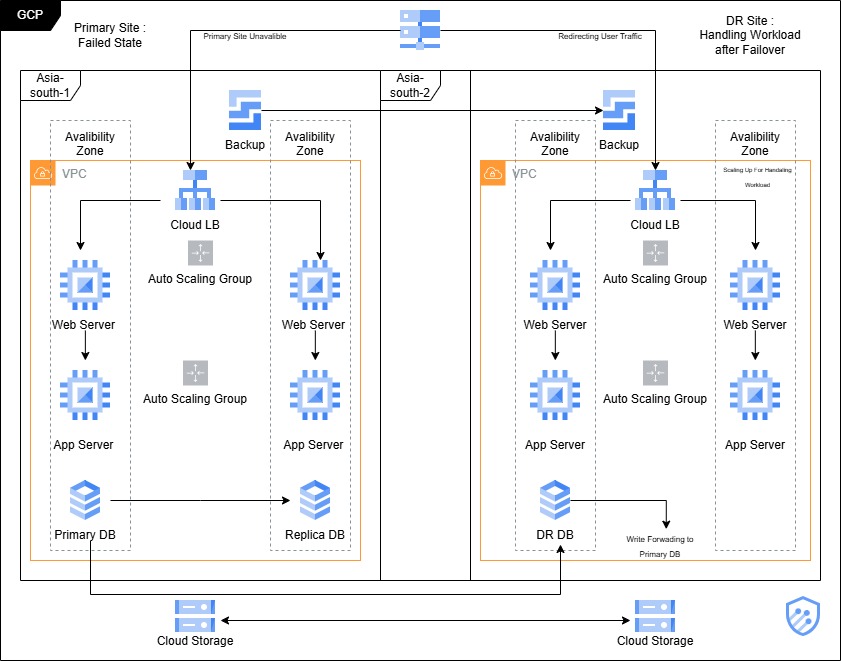 GCP
Primary Site :
Failed State
DR Site :
Handling Workload
after Failover
Primary Site Unavalible
Redirecting User Traffic
Asia-
south-1
Asia-
south-2
Backup
Backup
Avalibility
Zone
Avalibility
Zone
Avalibility
Zone
Avalibility
Zone
VPC
VPC
Scaling Up For Handaling
Workload
Cloud LB
Cloud LB
Auto Scaling Group
Auto Scaling Group
Web Server
Web Server
Web Server
Web Server
Auto Scaling Group
Auto Scaling Group
App Server
App Server
App Server
App Server
Primary DB
Replica DB
DR DB
Write Forwading to
Primary DB
Cloud Storage
Cloud Storage